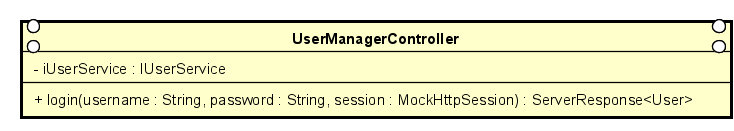 UserManagerController
- iUserService : IUserService
+ login(username : String, password : String, session : MockHttpSession) : ServerResponse<User>